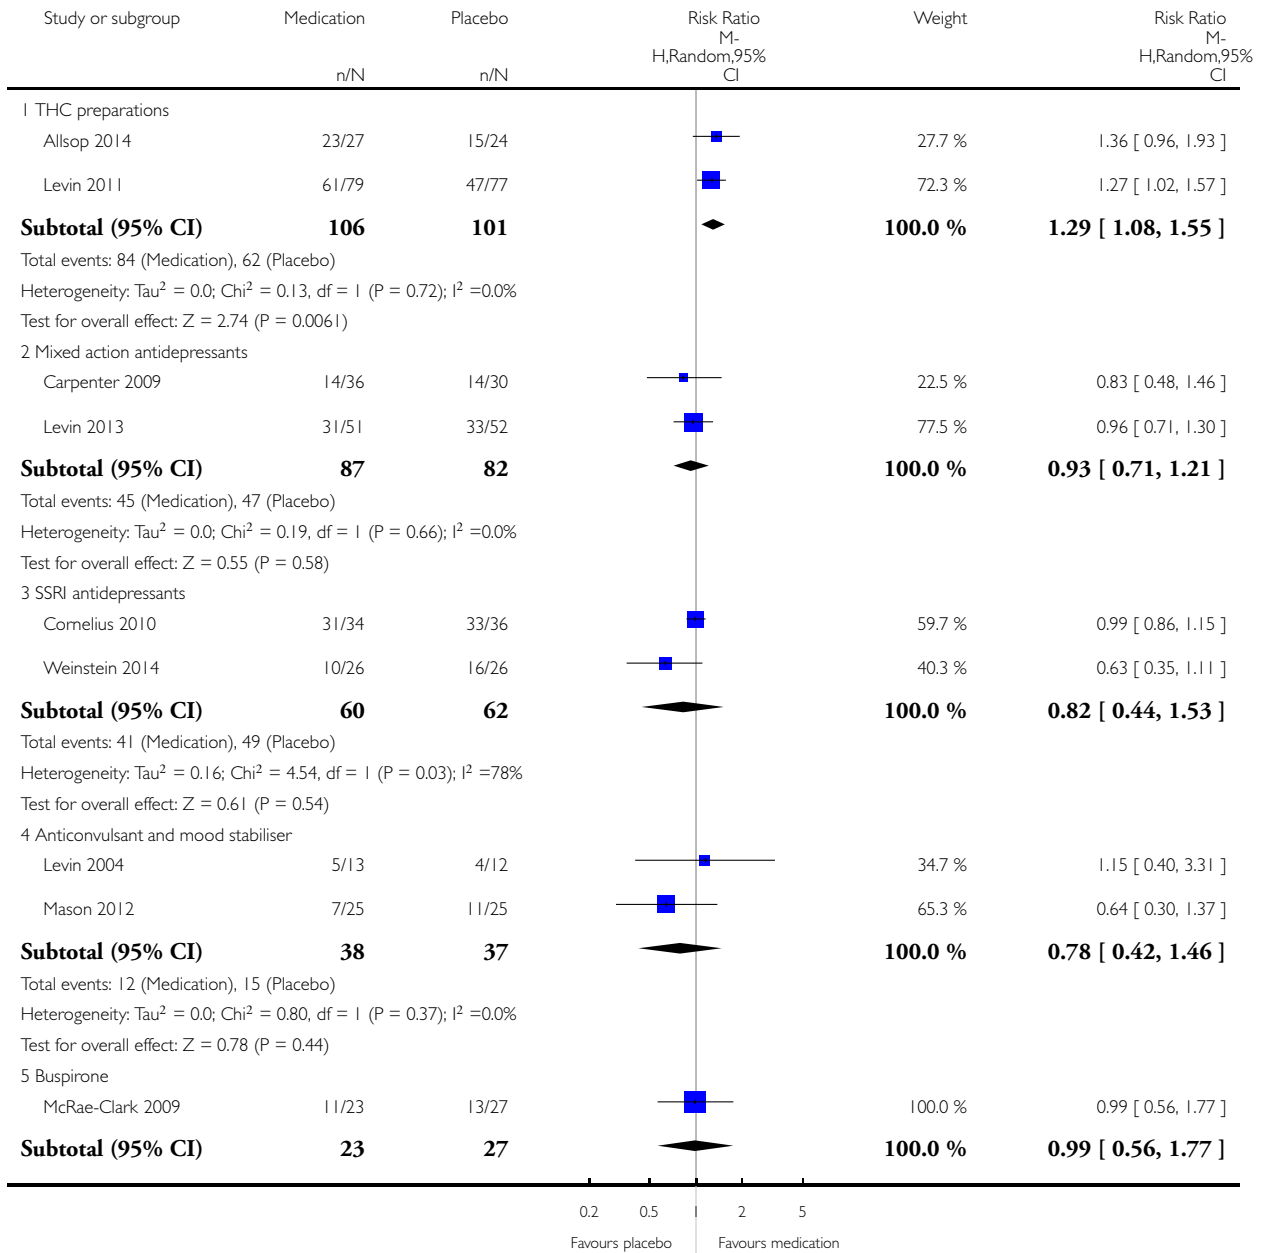 Study or subgroup Medication Placebo Risk Ratio Weight Risk Ratio
M- M-
H,Random,95% H,Random,95%
n/N n/N CI CI
1 THC preparations
Allsop 2014 23/27 15/24 27.7 % 1.36 [ 0.96, 1.93 ]
Levin 2011 61/79 47/77 72.3 % 1.27 [ 1.02, 1.57 ]
Subtotal (95% CI) 106 101 100.0 % 1.29 [ 1.08, 1.55 ]
Total events: 84 (Medication), 62 (Placebo)
Heterogeneity: Tau² = 0.0; Chi² = 0.13, df = 1 (P = 0.72); I² =0.0%
Test for overall effect: Z = 2.74 (P = 0.0061)
2 Mixed action antidepressants
Carpenter 2009 14/36 14/30 22.5 % 0.83 [ 0.48, 1.46 ]
Levin 2013 31/51 33/52 77.5 % 0.96 [ 0.71, 1.30 ]
Subtotal (95% CI) 87 82 100.0 % 0.93 [ 0.71, 1.21 ]
Total events: 45 (Medication), 47 (Placebo)
Heterogeneity: Tau² = 0.0; Chi² = 0.19, df = 1 (P = 0.66); I² =0.0%
Test for overall effect: Z = 0.55 (P = 0.58)
3 SSRI antidepressants
Cornelius 2010 31/34 33/36 59.7 % 0.99 [ 0.86, 1.15 ]
Weinstein 2014 10/26 16/26 40.3 % 0.63 [ 0.35, 1.11 ]
Subtotal (95% CI) 60 62 100.0 % 0.82 [ 0.44, 1.53 ]
Total events: 41 (Medication), 49 (Placebo)
Heterogeneity: Tau² = 0.16; Chi² = 4.54, df = 1 (P = 0.03); I² =78%
Test for overall effect: Z = 0.61 (P = 0.54)
4 Anticonvulsant and mood stabiliser
Levin 2004 5/13 4/12 34.7 % 1.15 [ 0.40, 3.31 ]
Mason 2012 7/25 11/25 65.3 % 0.64 [ 0.30, 1.37 ]
Subtotal (95% CI) 38 37 100.0 % 0.78 [ 0.42, 1.46 ]
Total events: 12 (Medication), 15 (Placebo)
Heterogeneity: Tau² = 0.0; Chi² = 0.80, df = 1 (P = 0.37); I² =0.0%
Test for overall effect: Z = 0.78 (P = 0.44)
5 Buspirone
McRae-Clark 2009 11/23 13/27 100.0 % 0.99 [ 0.56, 1.77 ]
Subtotal (95% CI) 23 27 100.0 % 0.99 [ 0.56, 1.77 ]
0.2 0.5 1 2 5
Favours placebo Favours medication